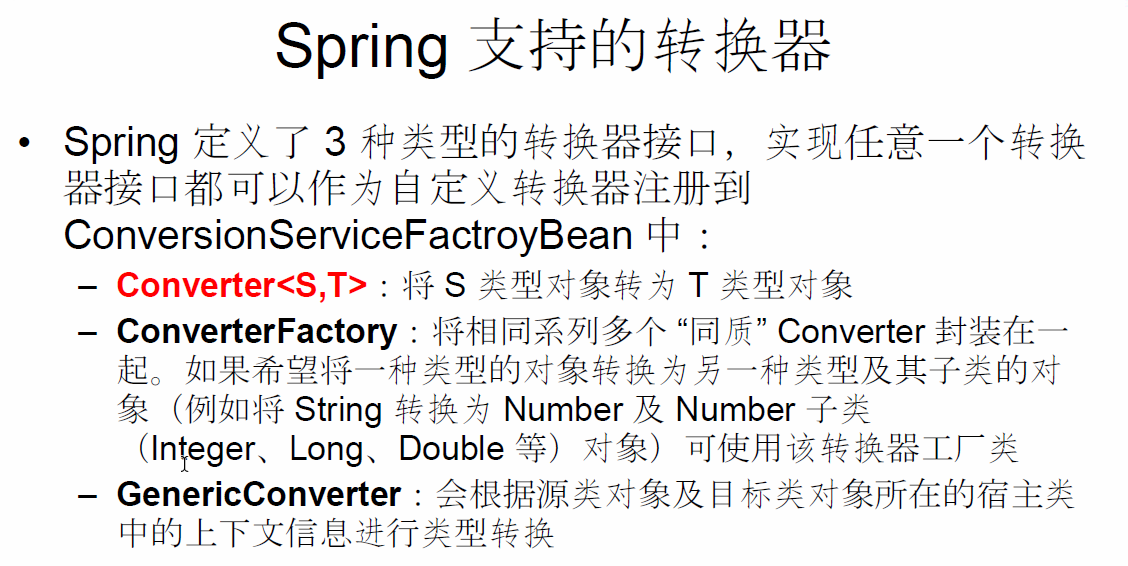 Spring 支持的转换器
• Spring 定义了 3 种类型的转换器接口，实现任意一个转换
器接口都可以作为自定义转换器注册到
ConversionServiceFactroyBean 中：
– Converter<S,T>：将 S 类型对象转为 T 类型对象
– ConverterFactory：将相同系列多个 “同质” Converter 封装在一
起。如果希望将一种类型的对象转换为另一种类型及其子类的对
象（例如将 String 转换为 Number 及 Number 子类
（Integer、Long、Double 等）对象）可使用该转换器工厂类
– GenericConverter：会根据源类对象及目标类对象所在的宿主类
中的上下文信息进行类型转换